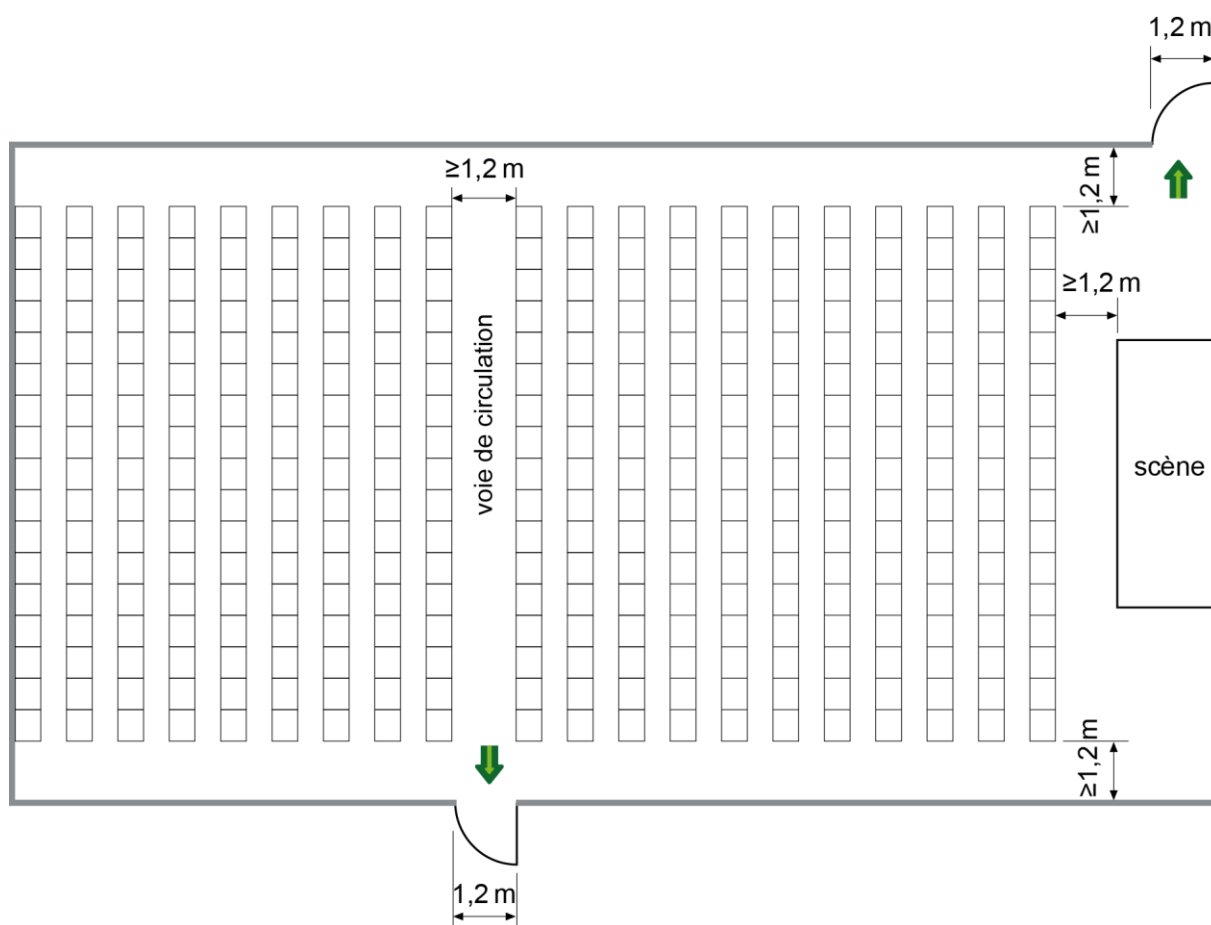 1,2 m
≥1,2 m
≥1,2 m
≥1,2 m
voie de circulation
scène
≥1,2 m
1,2 m